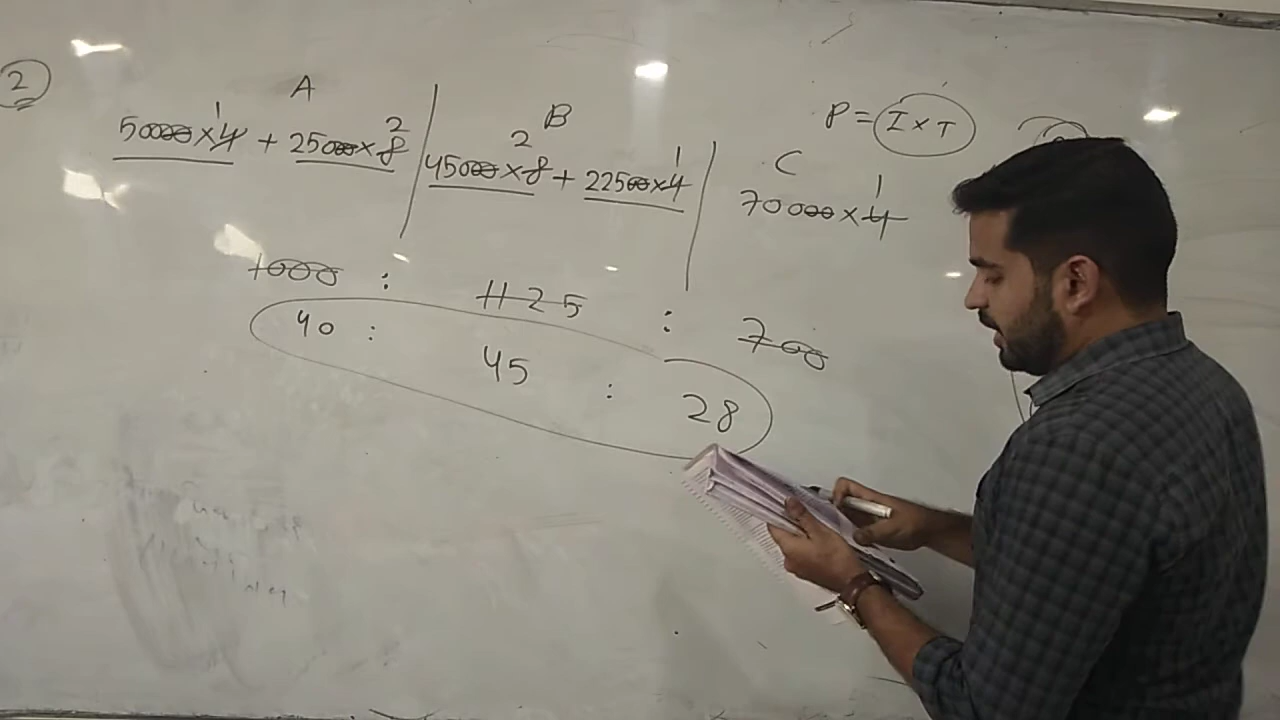 2
A
B
C
P = I × T
1
2
50000 × 4 + 25000 × 8
2
1
45000 × 8 + 22500 × 4
1
70000 × 4
1000 : 1125 : 700
40 : 45 : 28